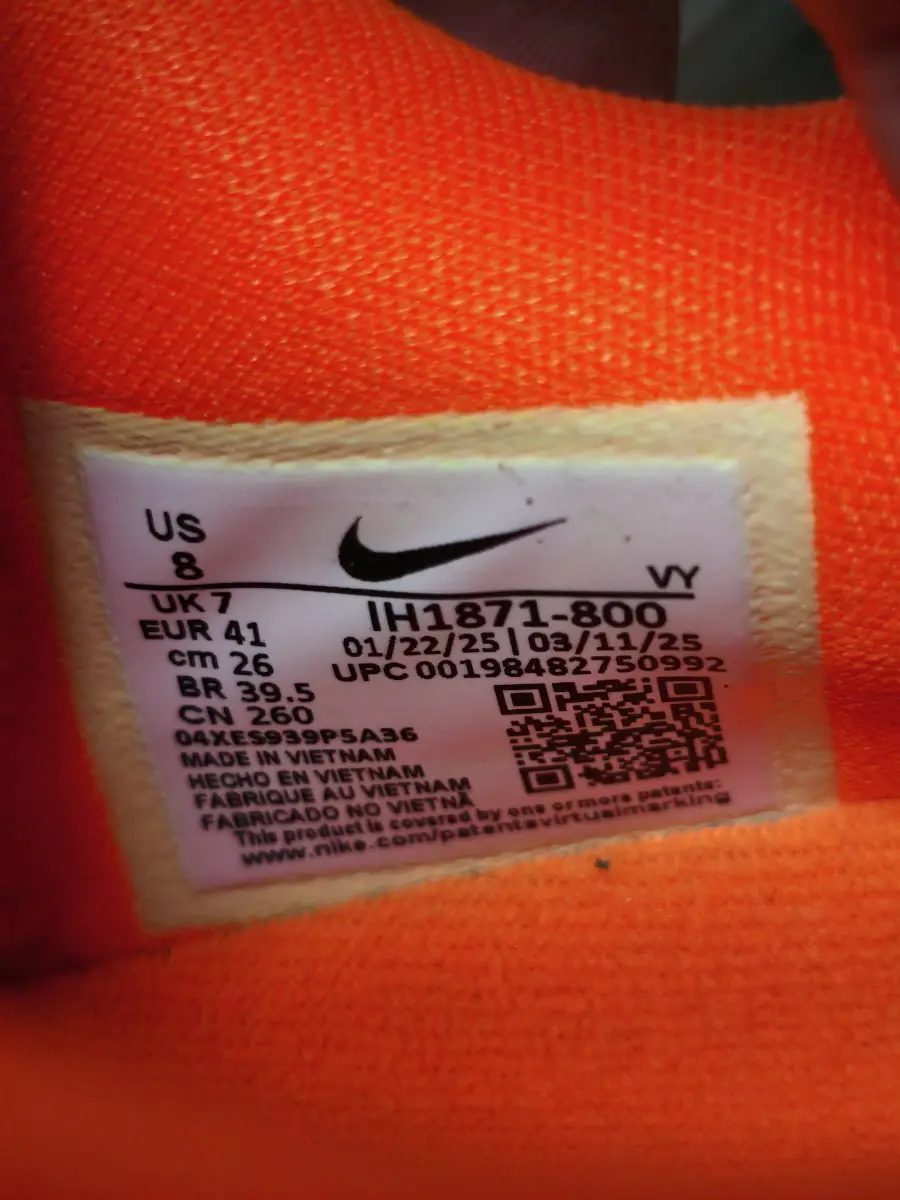 US
8
VY
UK 7
IH1871-800
EUR 41
01/22/25 | 03/11/25
cm 26
UPC 00198482750992
BR 39.5
CN 260
04XES939P5A36
MADE IN VIETNAM
HECHO EN VIETNAM
FABRIQUE AU VIETNAM
FABRICADO NO VIETNÃ
This product is covered by one or more patents:
www.nike.com/patentsvirtualmarking